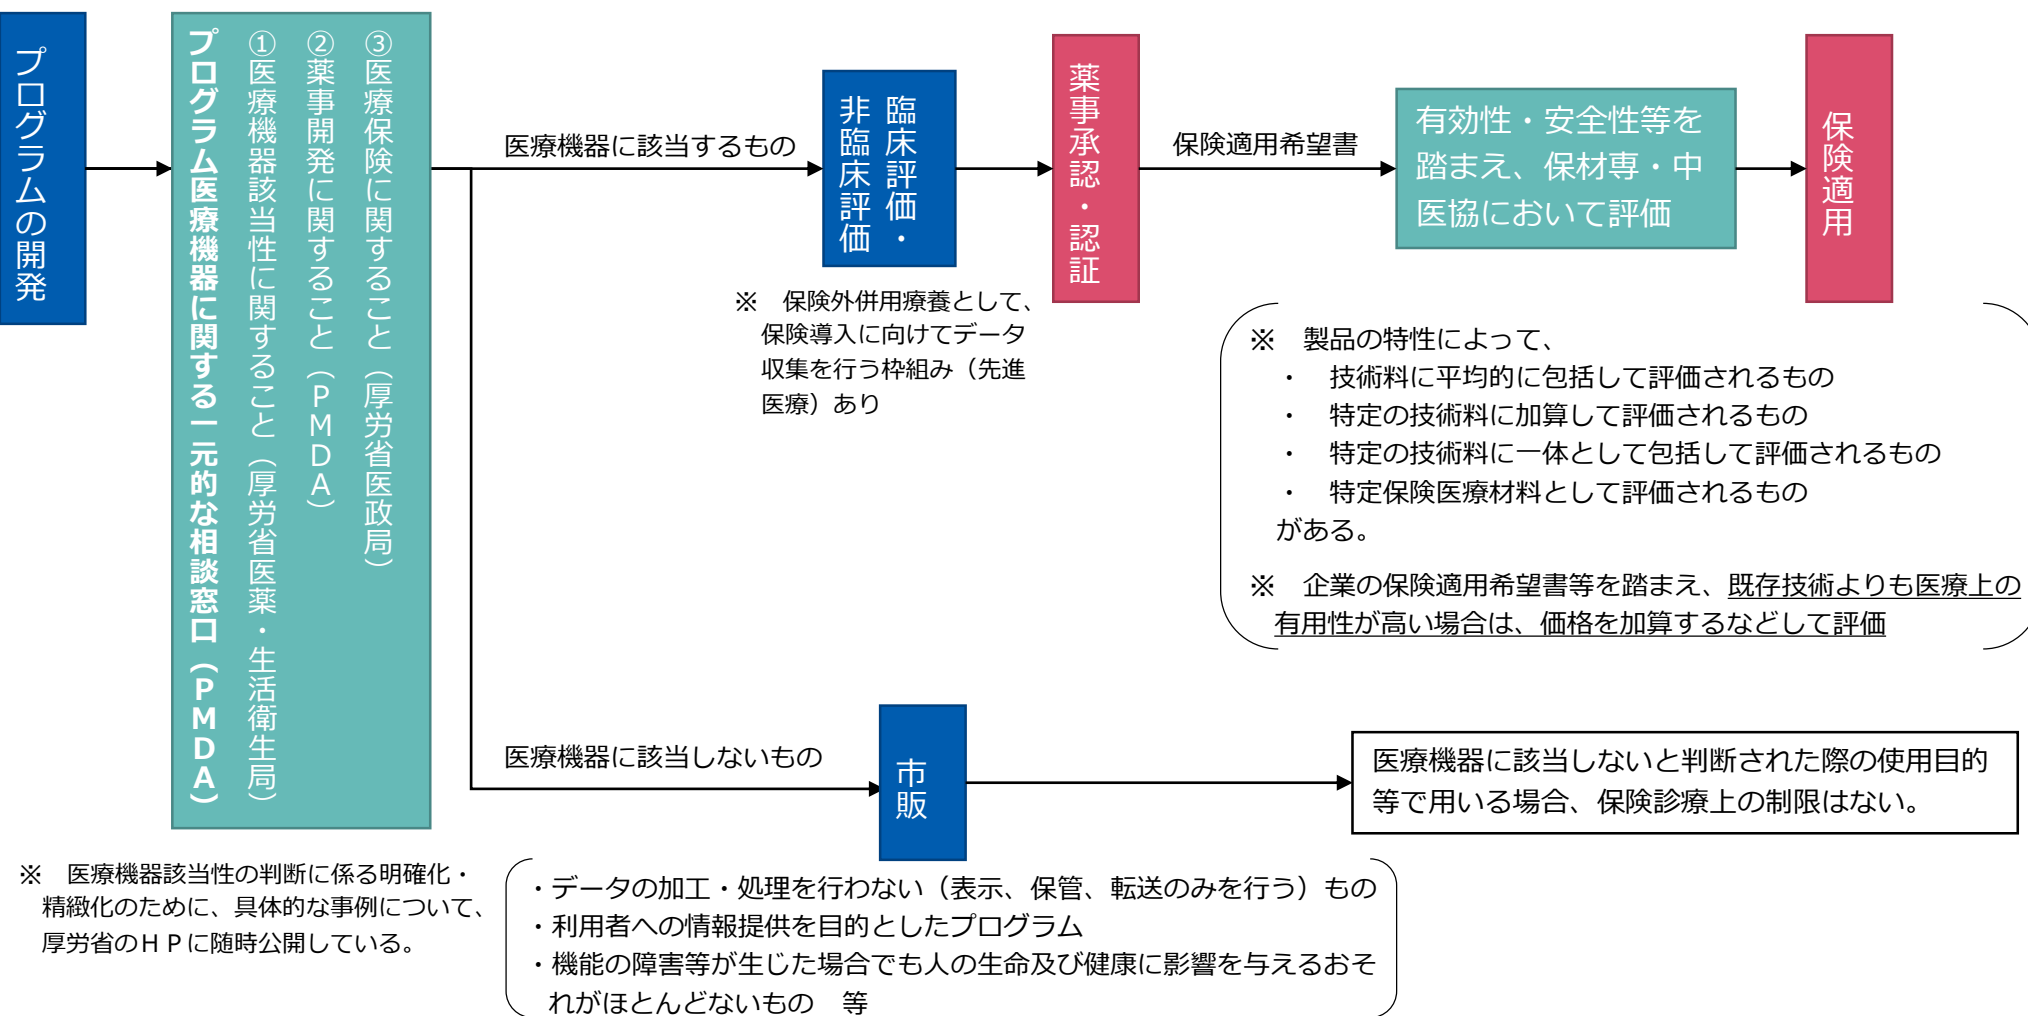 プログラムの開発
プログラム医療機器に関する一元的な相談窓口（ＰＭＤＡ）
①医療機器該当性に関すること（厚労省医薬・生活衛生局）
②薬事開発に関すること（ＰＭＤＡ）
③医療保険に関すること（厚労省医政局）
医療機器に該当するもの
臨床評価・
非臨床評価
※　保険外併用療養として、
保険導入に向けてデータ
収集を行う枠組み（先進
医療）あり
薬事承認・認証
保険適用希望書
有効性・安全性等を
踏まえ、保材専・中
医協において評価
保険適用
※　製品の特性によって、
・　技術料に平均的に包括して評価されるもの
・　特定の技術料に加算して評価されるもの
・　特定の技術料に一体として包括して評価されるもの
・　特定保険医療材料として評価されるもの
がある。
※　企業の保険適用希望書等を踏まえ、既存技術よりも医療上の
有用性が高い場合は、価格を加算するなどして評価
医療機器に該当しないもの
市販
医療機器に該当しないと判断された際の使用目的
等で用いる場合、保険診療上の制限はない。
※　医療機器該当性の判断に係る明確化・
精緻化のために、具体的な事例について、
厚労省のＨＰに随時公開している。
・データの加工・処理を行わない（表示、保管、転送のみを行う）もの
・利用者への情報提供を目的としたプログラム
・機能の障害等が生じた場合でも人の生命及び健康に影響を与えるおそ
れがほとんどないもの　等